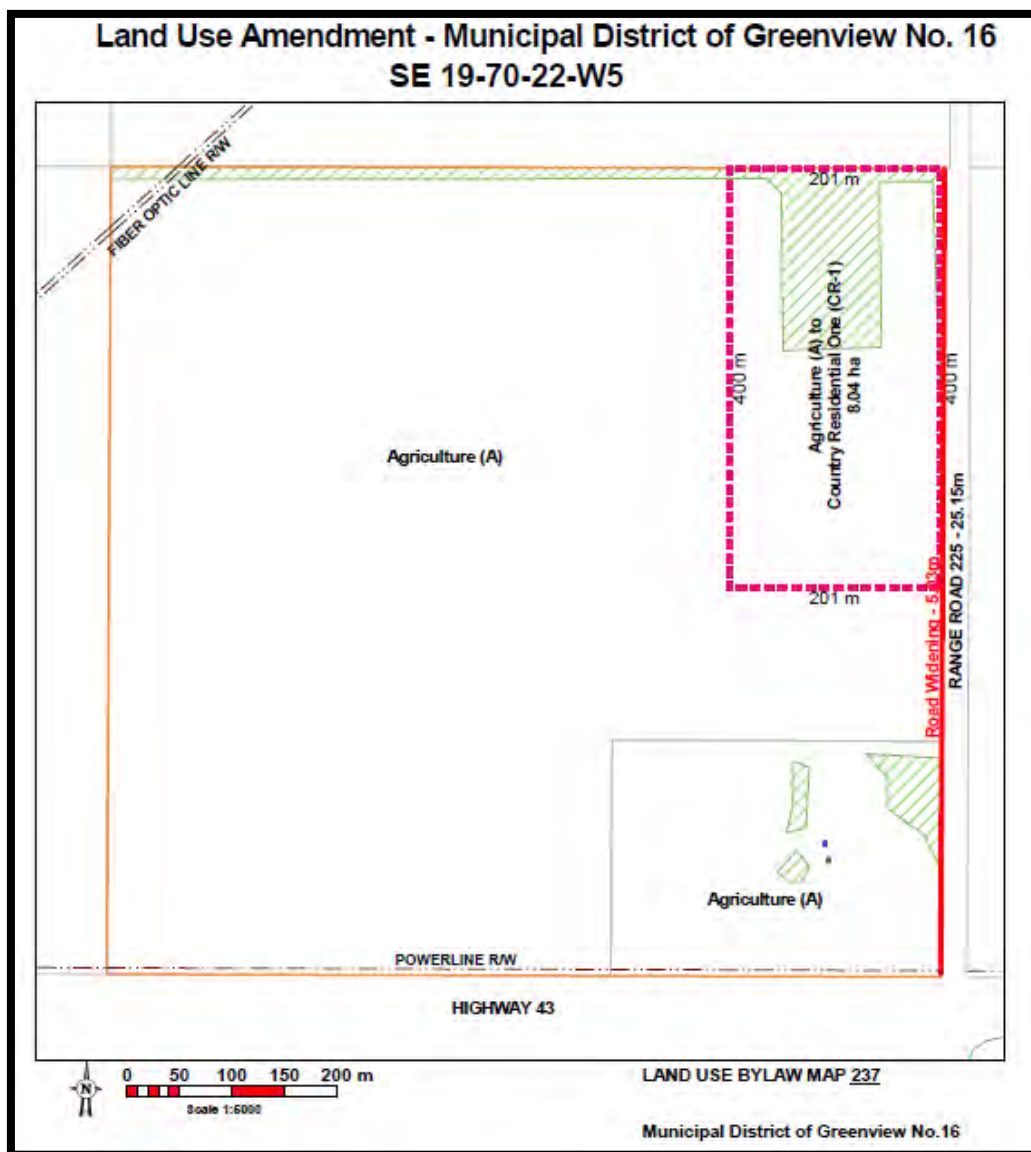 Land Use Amendment - Municipal District of Greenview No. 16
SE 19-70-22-W5
FIBER OPTIC LINE R/W
201 m
Agriculture (A) to
Country Residential One (CR-1)
8.04 ha
400 m
400 m
Agriculture (A)
RANGE ROAD 225 - 25.15m
Road Widening - 5.03m
201 m
Agriculture (A)
POWERLINE R/W
HIGHWAY 43
N
0 50 100 150 200 m
Scale 1:5000
LAND USE BYLAW MAP 237
Municipal District of Greenview No.16